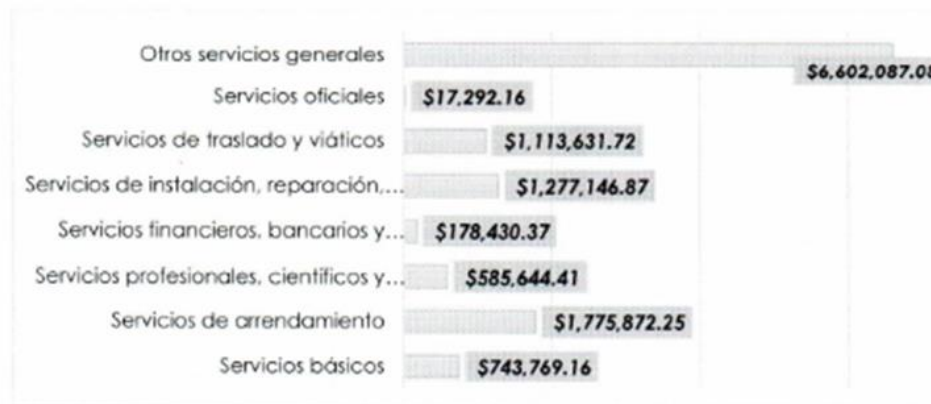 Otros servicios generales $6,602,087.08
Servicios oficiales $17,292.16
Servicios de traslado y viáticos $1,113,631.72
Servicios de instalación, reparación,... $1,277,146.87
Servicios financieros, bancarios y... $178,430.37
Servicios profesionales, científicos y... $585,644.41
Servicios de arrendamiento $1,775,872.25
Servicios básicos $743,769.16